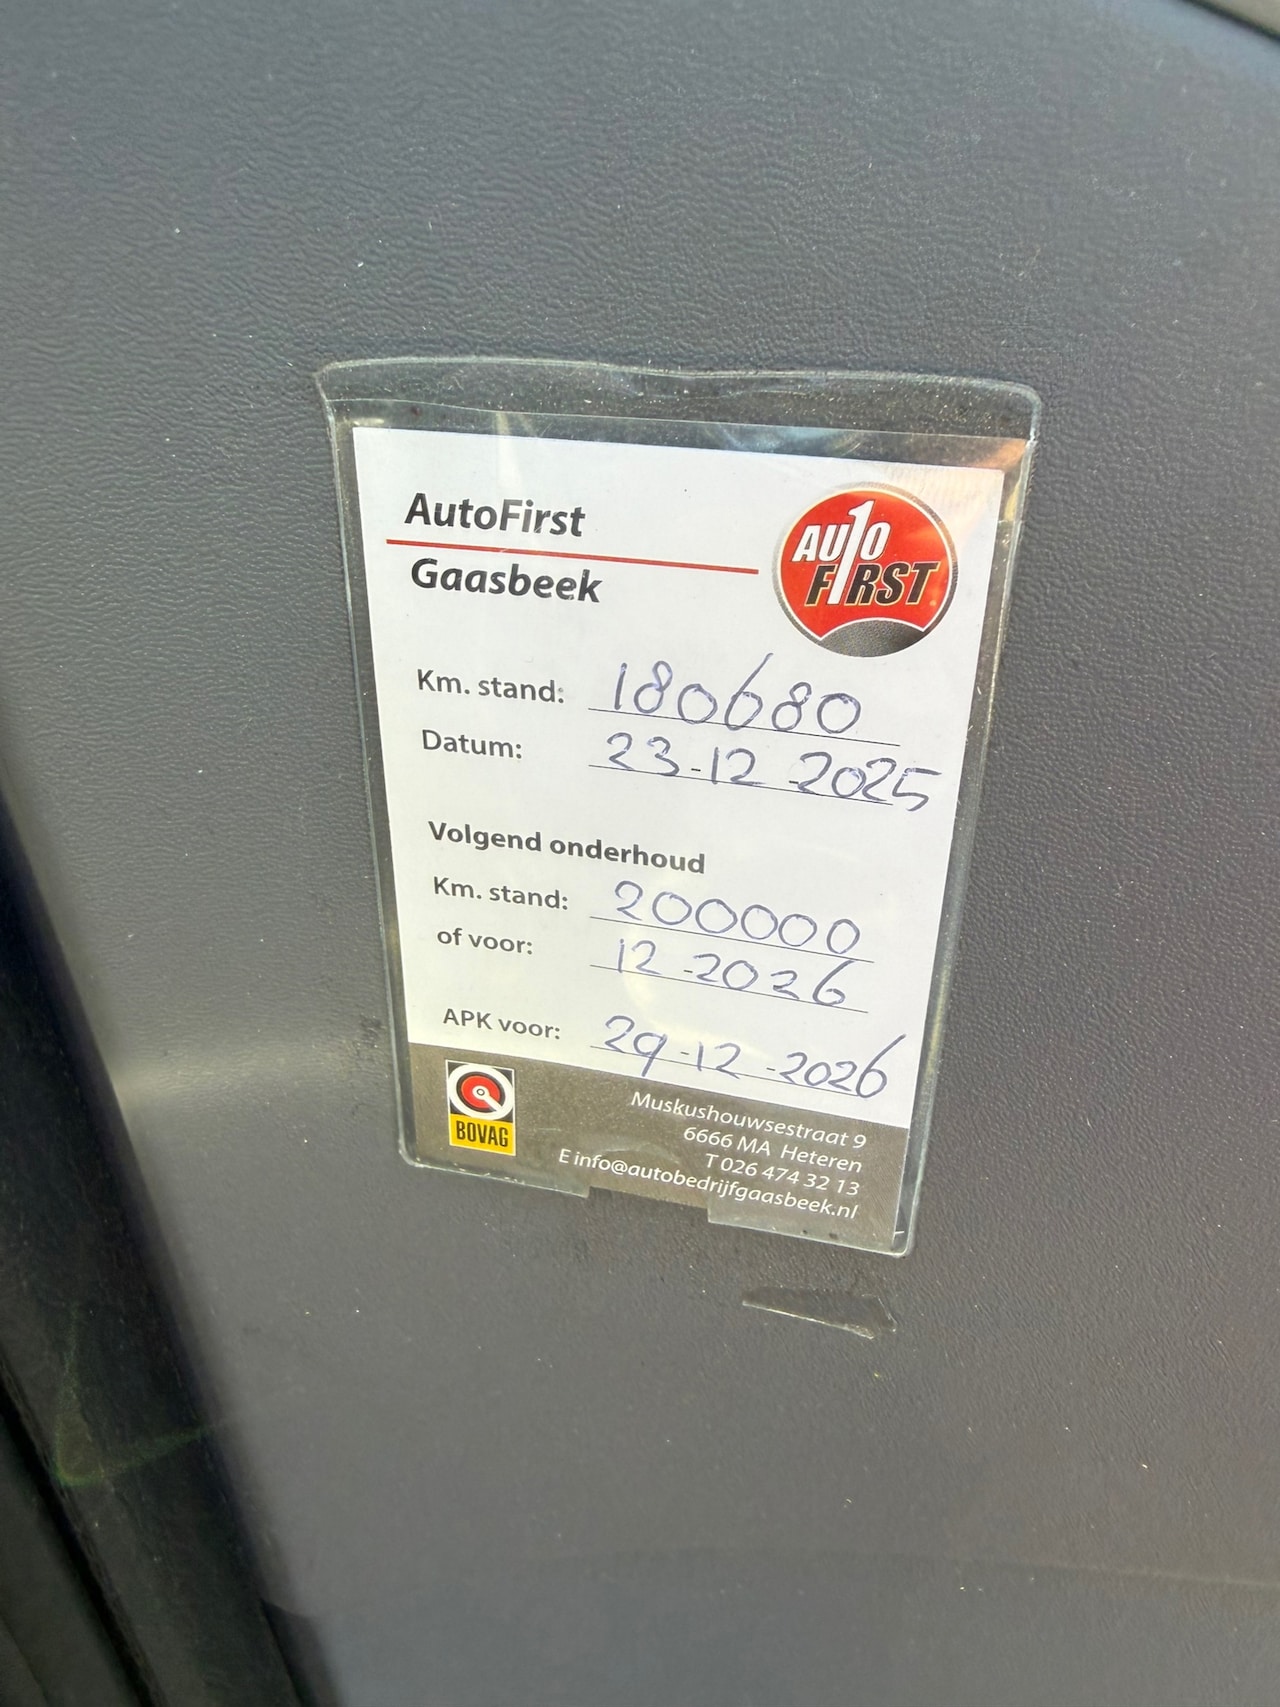 AutoFirst
Gaasbeek
AUTO
F1RST
Km. stand: 180680
Datum: 23-12-2025
Volgend onderhoud
Km. stand: 200000
of voor: 12-2026
APK voor: 29-12-2026
BOVAG
Muskushouwsestraat 9
6666 MA Heteren
T 026 474 32 13
E info@autobedrijfgaasbeek.nl